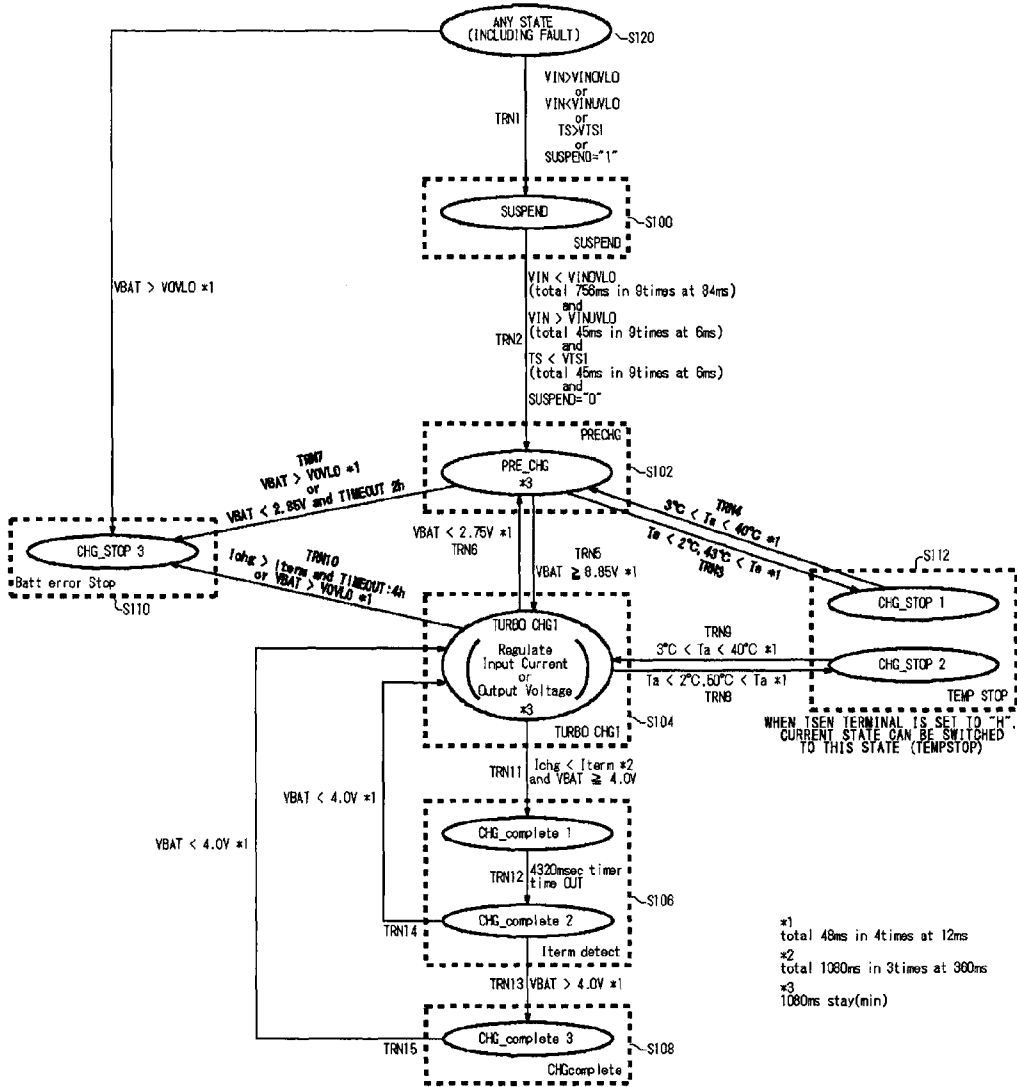 ANY STATE
(INCLUDING FAULT)
S120
VIN>VINOVLO
or
VIN<VINUVLO
or
TS>VTS1
or
SUSPEND="1"
TRN1
SUSPEND
S100
SUSPEND
VBAT > VOVLO *1
VIN < VINOVLO
(total 756ms in 9times at 84ms)
and
VIN > VINUVLO
(total 45ms in 9times at 6ms)
and
TS < VTS1
(total 45ms in 9times at 6ms)
and
SUSPEND="0"
TRN2
PRECHG
PRE_CHG
*3
S102
TRN7
VBAT > VOVLO *1
or
VBAT < 2.85V and TIMEOUT 2h
TRN4
3°C < Ta < 40°C *1
Ta < 2°C, 43°C < Ta *1
TRN3
CHG_STOP 3
Batt error Stop
S110
TRN10
Ichg > Iterm and TIMEOUT:4h
or VBAT > VOVLO *1
VBAT < 2.75V *1
TRN6
TRN5
VBAT ≧ 8.85V *1
S112
CHG_STOP 1
CHG_STOP 2
TEMP STOP
TURBO CHG1
Regulate
Input Current
or
Output Voltage
*3
TURBO CHG1
S104
TRN9
3°C < Ta < 40°C *1
Ta < 2°C,60°C < Ta *1
TRN8
WHEN TSEN TERMINAL IS SET TO "H",
CURRENT STATE CAN BE SWITCHED
TO THIS STATE (TEMPSTOP)
TRN11
Ichg < Iterm *2
and VBAT ≧ 4.0V
VBAT < 4.0V *1
VBAT < 4.0V *1
CHG_complete 1
TRN12
4320msec timer
time OUT
CHG_complete 2
S106
TRN14
Iterm detect
TRN13
VBAT > 4.0V *1
CHG_complete 3
S108
TRN15
CHGcomplete
*1
total 48ms in 4times at 12ms
*2
total 1080ms in 3times at 360ms
*3
1080ms stay(min)